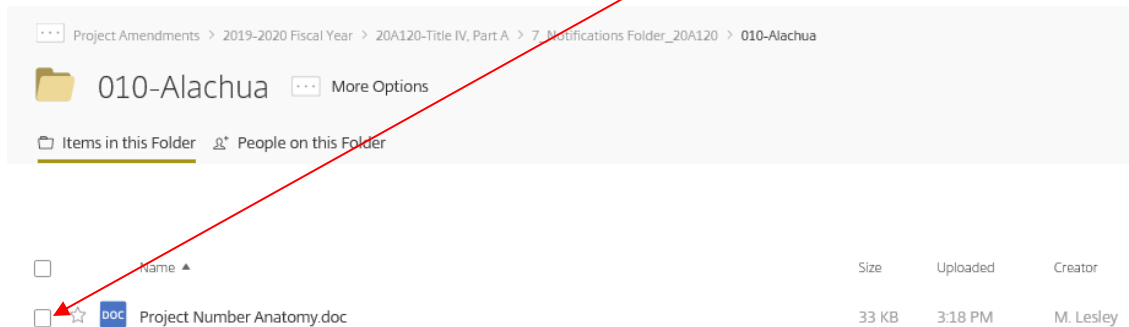 Project Amendments > 2019-2020 Fiscal Year > 20A120-Title IV, Part A > 7_Notifications Folder_20A120 > 010-Alachua
010-Alachua ··· More Options
Items in this Folder People on this Folder
Name ▲ Size Uploaded Creator
DOC Project Number Anatomy.doc 33 KB 3:18 PM M. Lesley